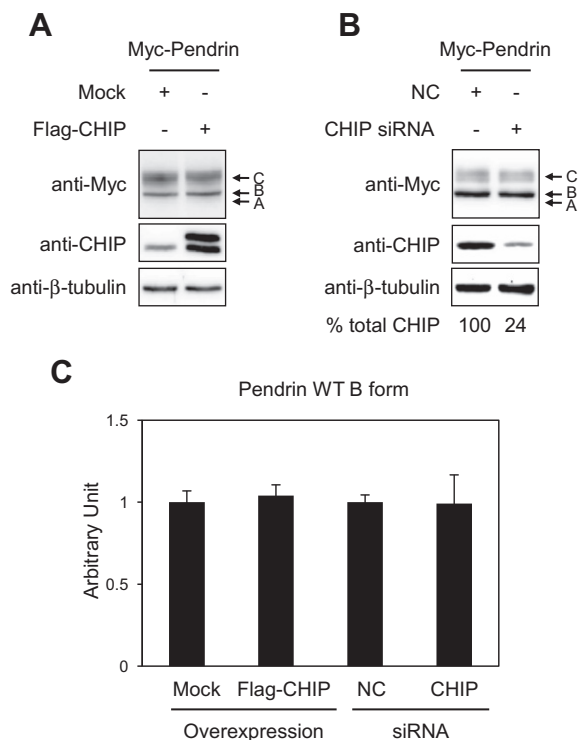 A
Myc-Pendrin
Mock + -
Flag-CHIP - +
anti-Myc
C
B
A
anti-CHIP
anti-β-tubulin
B
Myc-Pendrin
NC + -
CHIP siRNA - +
anti-Myc
C
B
A
anti-CHIP
anti-β-tubulin
% total CHIP 100 24
C
Pendrin WT B form
Arbitrary Unit
1.5
1
0.5
0
Mock Flag-CHIP NC CHIP
Overexpression siRNA